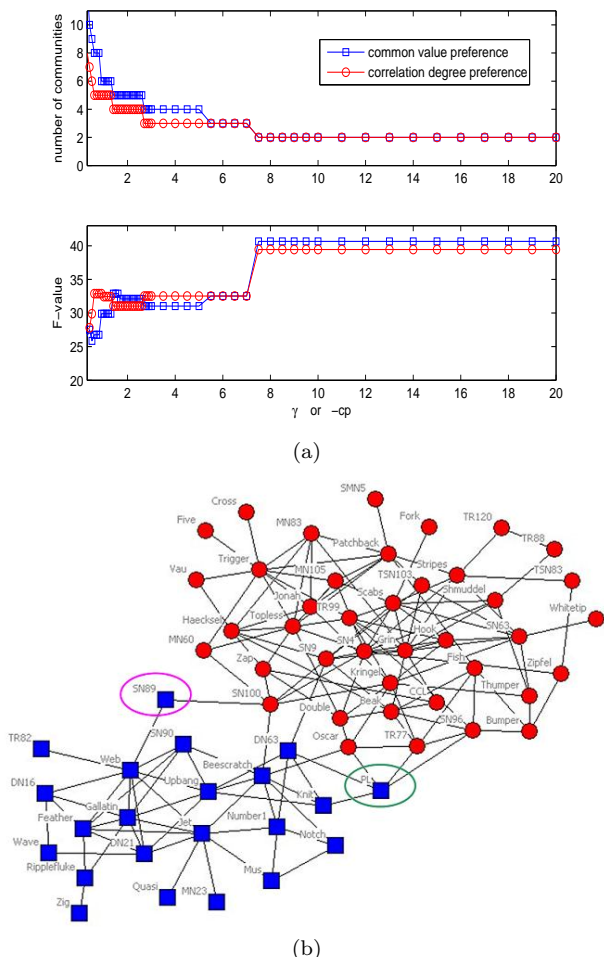 number of communities
10
8
6
4
2
0
common value preference
correlation degree preference
2 4 6 8 10 12 14 16 18 20
F-value
40
35
30
25
20
2 4 6 8 10 12 14 16 18 20
γ or -cp
(a)
SMN5
Cross
Fork
Five
MN83
TR120
Patchback
TR88
Trigger
Stripes
Vau
MN105
TSN103
TSN83
Jonah
Scabs
Shmuddel
TR99
Whitetip
Haecksel
Topless
Hook
SN63
MN60
SN9
SN4
Grin
Zap
Kringel
Fish
Zipfel
SN89
SN100
Double
Beak
CCL
Thumper
TR82
SN90
DN63
Oscar
TR77
SN96
Bumper
Web
Beescratch
DN16
Upbang
Knit
PL
Feather
Gallatin
Jet
Number1
Notch
Wave
DN21
Ripplefluke
Mus
Zig
Quasi
MN23
(b)